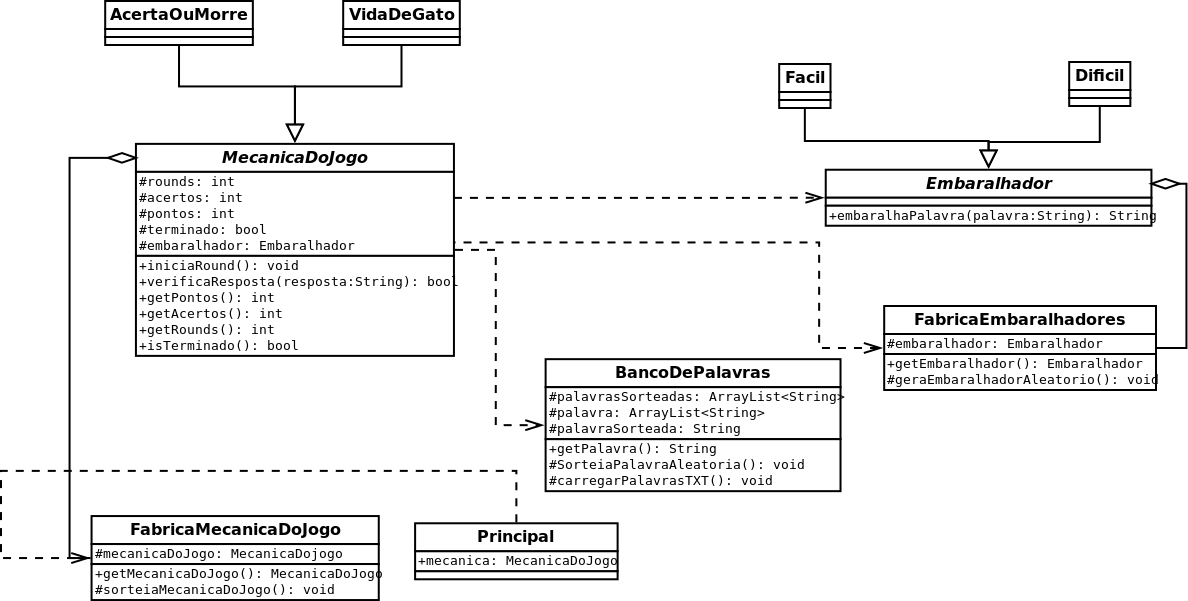 AcertaOuMorre
VidaDeGato
Facil
Dificil
MecanicaDoJogo
#rounds: int
#acertos: int
#pontos: int
#terminado: bool
#embaralhador: Embaralhador
+iniciaRound(): void
+verificaResposta(resposta:String): bool
+getPontos(): int
+getAcertos(): int
+getRounds(): int
+isTerminado(): bool
Embaralhador
+embaralhaPalavra(palavra:String): String
FabricaEmbaralhadores
#embaralhador: Embaralhador
+getEmbaralhador(): Embaralhador
#geraEmbaralhadorAleatorio(): void
BancoDePalavras
#palavrasSorteadas: ArrayList<String>
#palavra: ArrayList<String>
#palavraSorteada: String
+getPalavra(): String
#SorteiaPalavraAleatoria(): void
#carregarPalavrasTXT(): void
FabricaMecanicaDoJogo
#mecanicaDoJogo: MecanicaDojogo
+getMecanicaDoJogo(): MecanicaDoJogo
#sorteiaMecanicaDoJogo(): void
Principal
+mecanica: MecanicaDoJogo